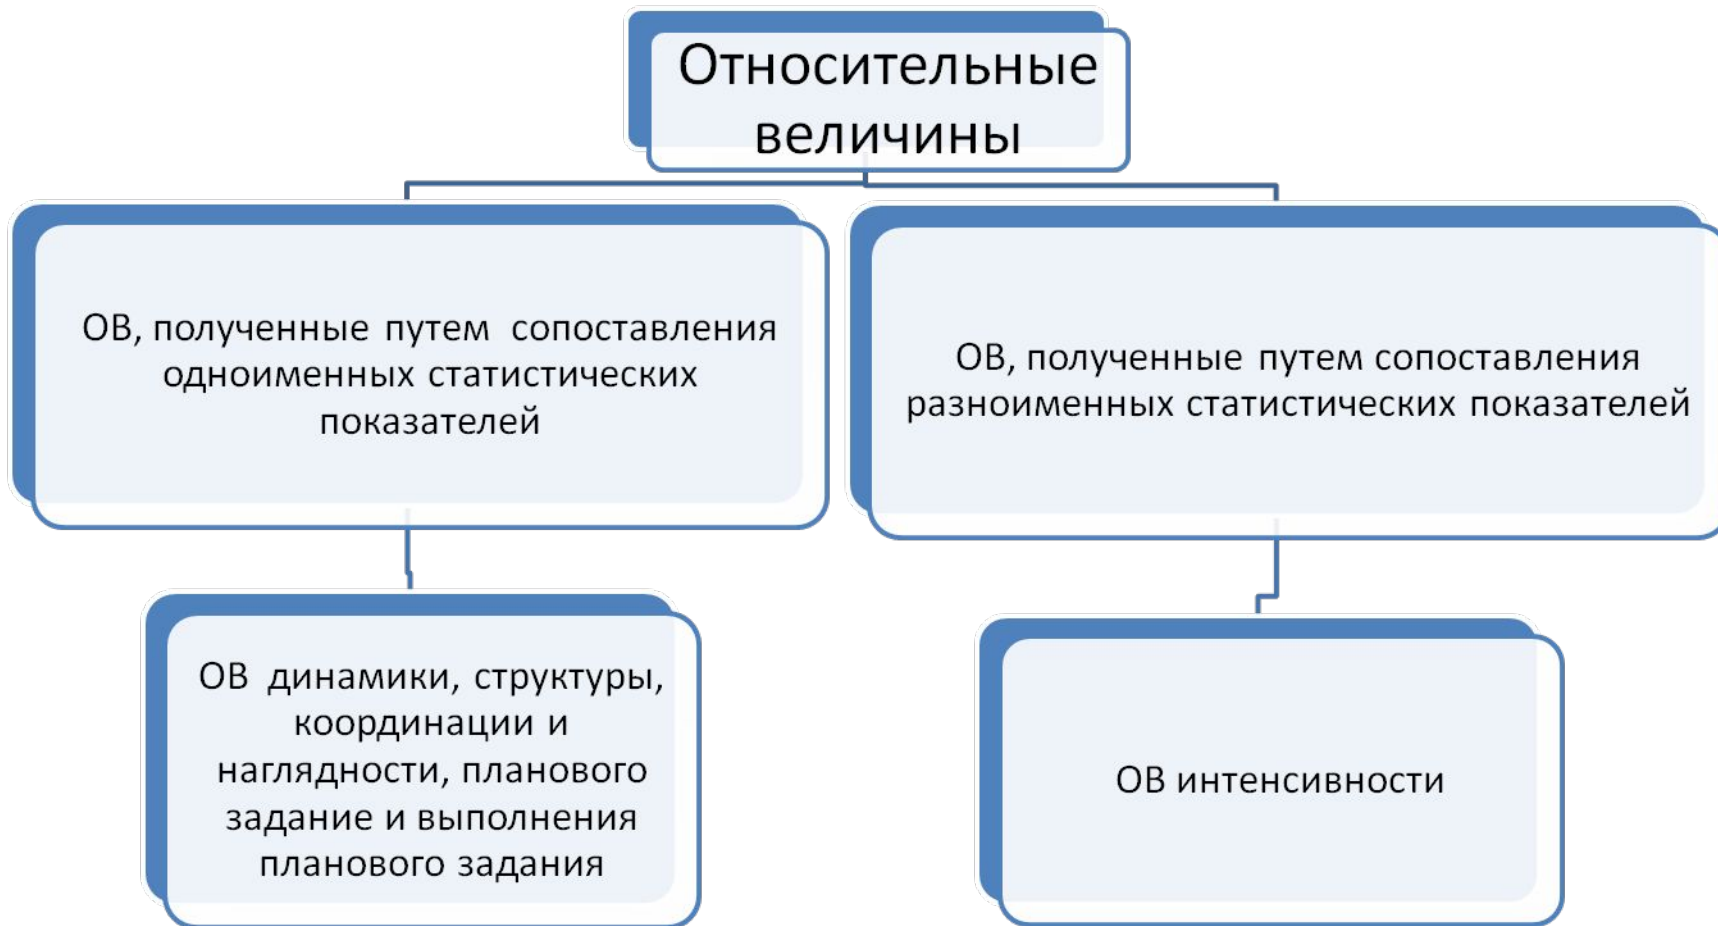 Относительные
величины
ОВ, полученные путем сопоставления
одноименных статистических
показателей
ОВ, полученные путем сопоставления
разноименных статистических показателей
ОВ динамики, структуры,
координации и
наглядности, планового
задание и выполнения
планового задания
ОВ интенсивности